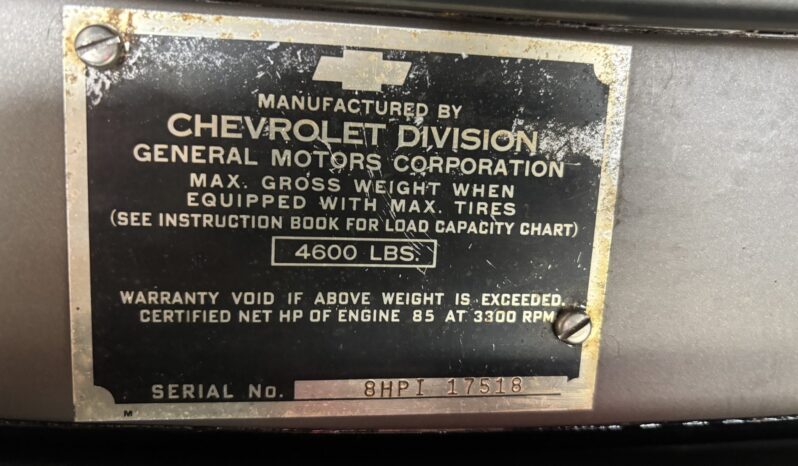 MANUFACTURED BY
CHEVROLET DIVISION
GENERAL MOTORS CORPORATION
MAX. GROSS WEIGHT WHEN
EQUIPPED WITH MAX. TIRES
(SEE INSTRUCTION BOOK FOR LOAD CAPACITY CHART)
4600 LBS.
WARRANTY VOID IF ABOVE WEIGHT IS EXCEEDED.
CERTIFIED NET HP OF ENGINE 85 AT 3300 RPM
SERIAL No. 8HPI 17518
M